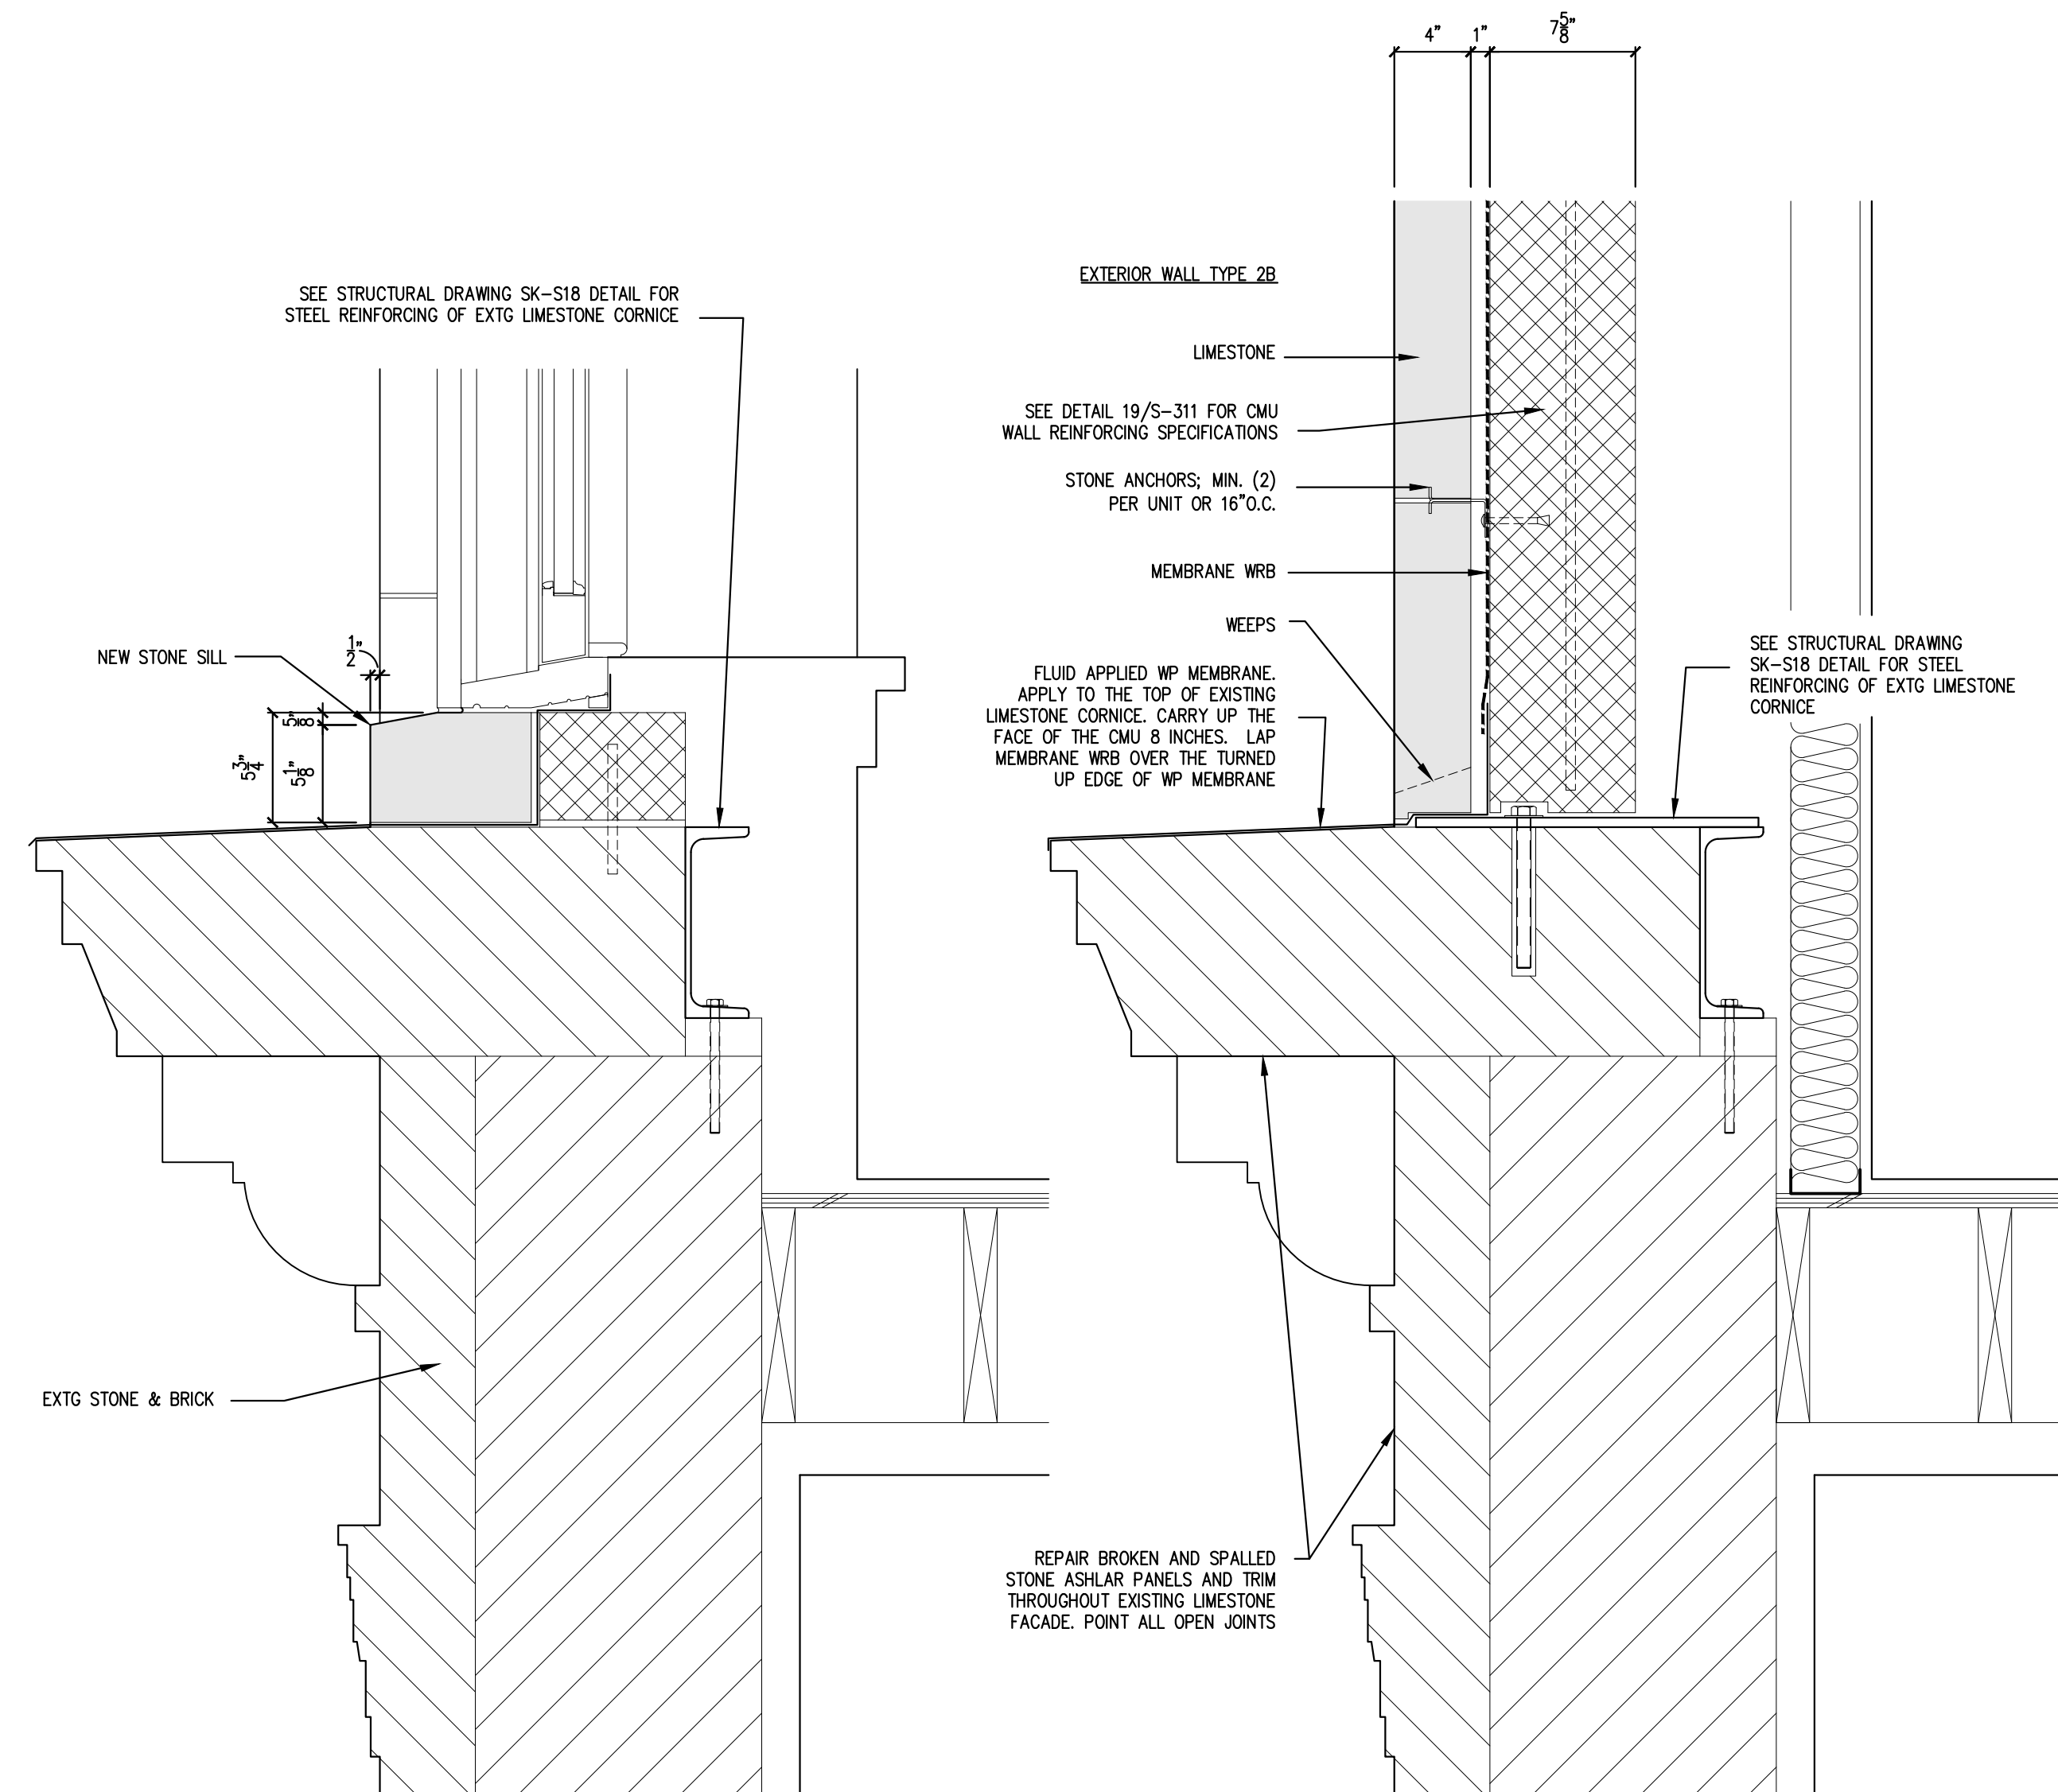 4” 1” 7 5/8”
SEE STRUCTURAL DRAWING SK-S18 DETAIL FOR
STEEL REINFORCING OF EXTG LIMESTONE CORNICE
NEW STONE SILL
1/2”
5/8”
5 3/4”
5 1/8”
EXTG STONE & BRICK
EXTERIOR WALL TYPE 2B
LIMESTONE
SEE DETAIL 19/S-311 FOR CMU
WALL REINFORCING SPECIFICATIONS
STONE ANCHORS; MIN. (2)
PER UNIT OR 16”O.C.
MEMBRANE WRB
WEEPS
FLUID APPLIED WP MEMBRANE.
APPLY TO THE TOP OF EXISTING
LIMESTONE CORNICE. CARRY UP THE
FACE OF THE CMU 8 INCHES. LAP
MEMBRANE WRB OVER THE TURNED
UP EDGE OF WP MEMBRANE
SEE STRUCTURAL DRAWING
SK-S18 DETAIL FOR STEEL
REINFORCING OF EXTG LIMESTONE
CORNICE
REPAIR BROKEN AND SPALLED
STONE ASHLAR PANELS AND TRIM
THROUGHOUT EXISTING LIMESTONE
FACADE. POINT ALL OPEN JOINTS